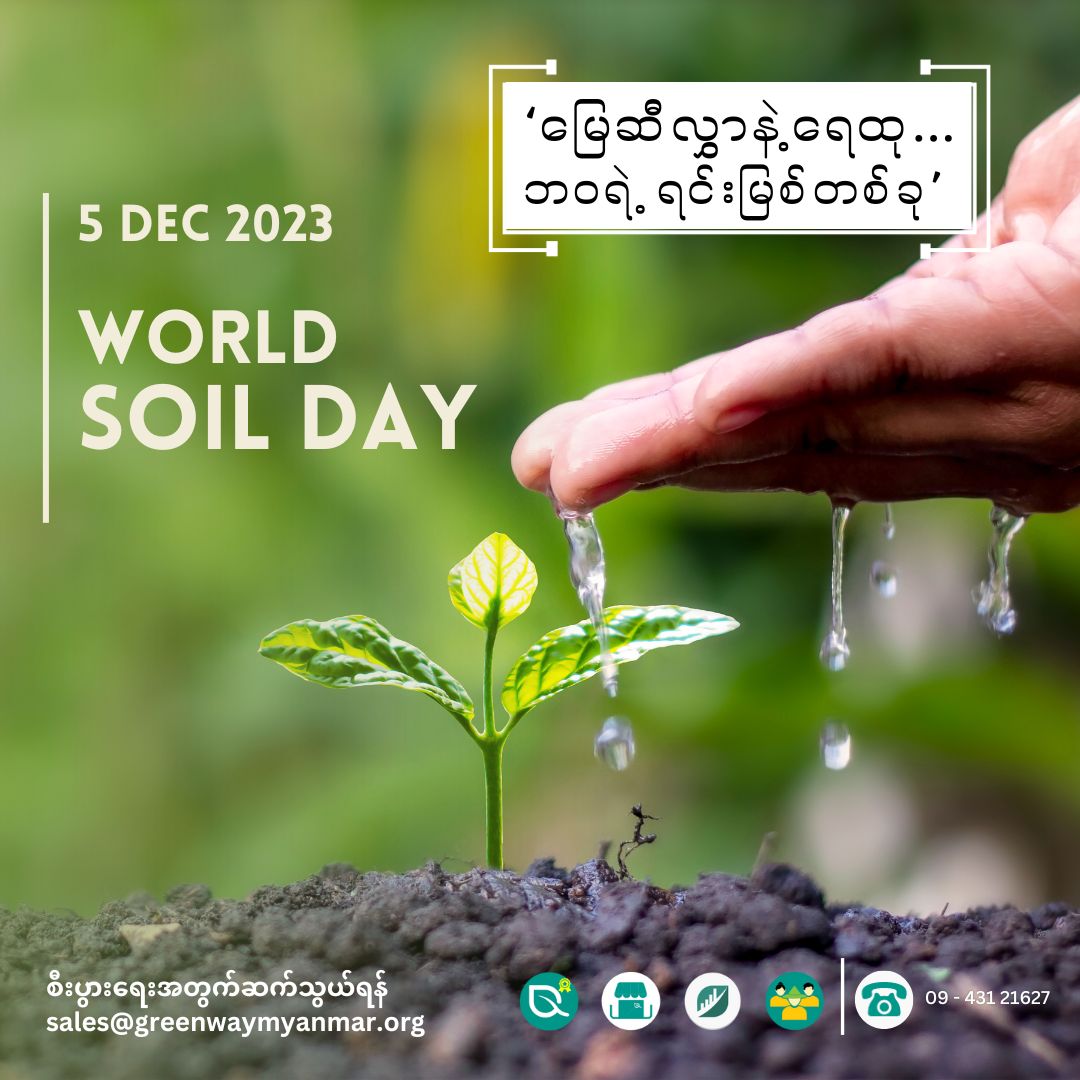 5 DEC 2023
WORLD
SOIL DAY
‘မြေဆီလွှာနဲ့ရေထု...
ဘဝရဲ့ ရင်းမြစ်တစ်ခု’
စီးပွားရေးအတွက်ဆက်သွယ်ရန်
sales@greenwaymyanmar.org
09 - 431 21627